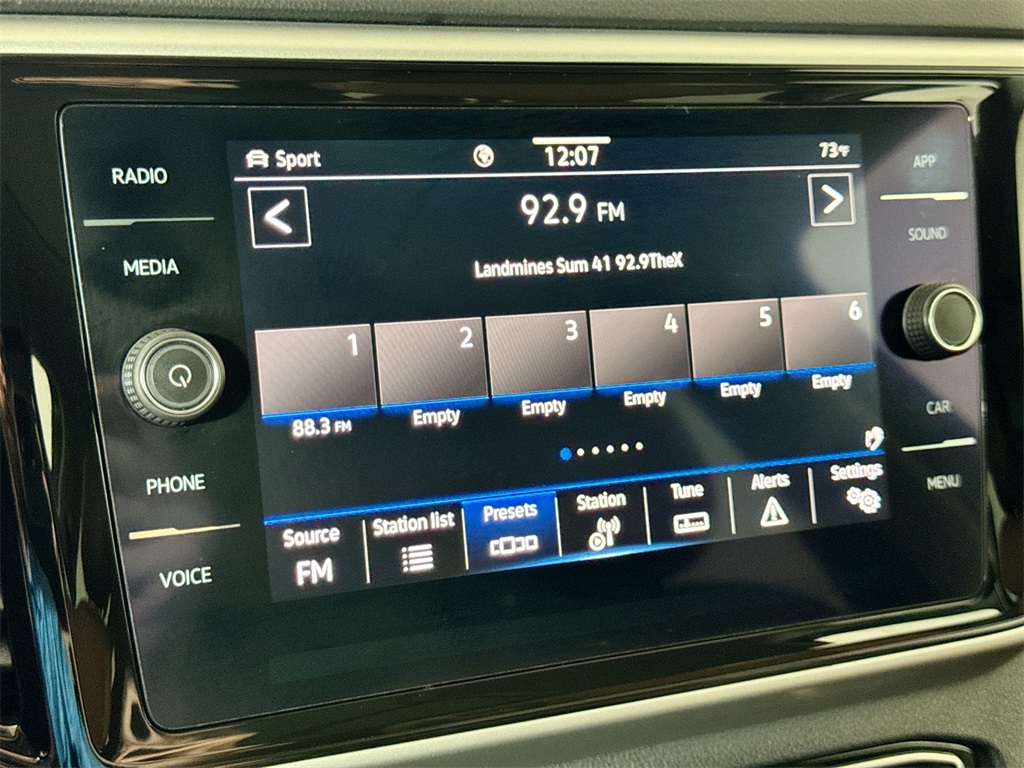 RADIO
MEDIA
PHONE
VOICE
Sport
12:07
73°F
92.9 FM
Landmines Sum 41 92.9TheX
1
2
3
4
5
6
88.3 FM
Empty
Empty
Empty
Empty
Empty
Source
FM
Station list
Presets
Station
Tune
Alerts
Settings
APP
SOUND
CAR
MENU